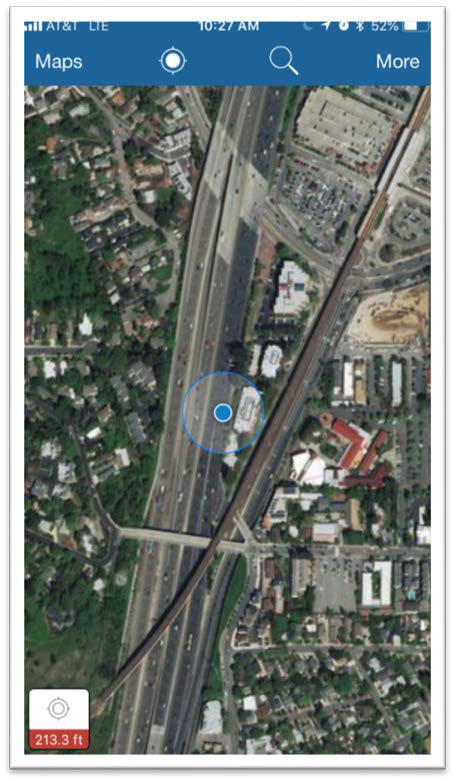 AT&T LTE 10:27 AM 52%
Maps More
213.3 ft